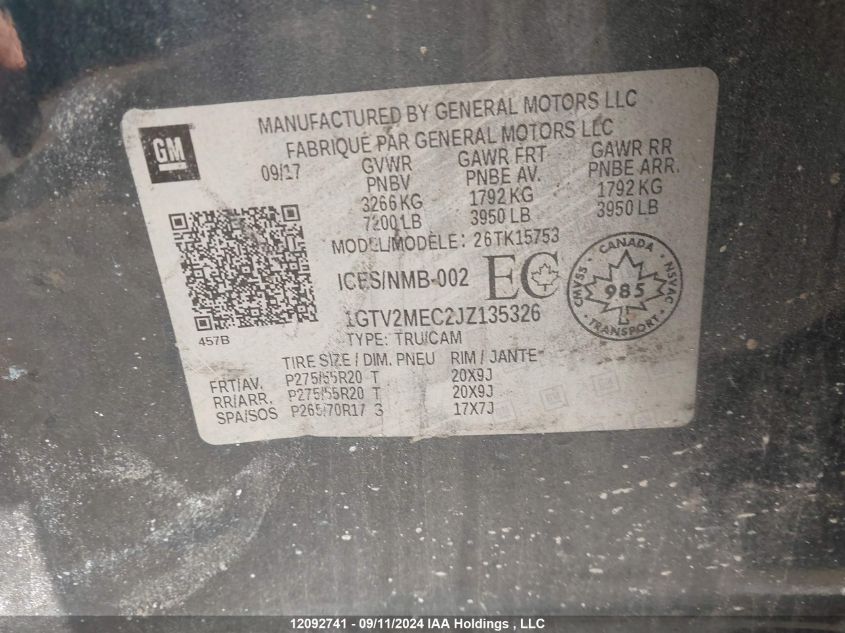 MANUFACTURED BY GENERAL MOTORS LLC
FABRIQUÉ PAR GENERAL MOTORS LLC
GM
09/17 GVWR GAWR FRT GAWR RR
PNBV PNBE AV. PNBE ARR.
3266 KG 1792 KG 1792 KG
7200 LB 3950 LB 3950 LB
MODEL/MODÈLE: 26TK15753
ICES/NMB-002 EC
CANADA
CMVSS NSVAC
985
TRANSPORT
1GTV2MEC2JZ135326
457B
TYPE: TRU/CAM
TIRE SIZE / DIM. PNEU RIM / JANTE
FRT/AV. P275/55R20 T 20X9J
RR/ARR. P275/55R20 T 20X9J
SPA/SOS P265/70R17 S 17X7J
12092741 - 09/11/2024 IAA Holdings , LLC